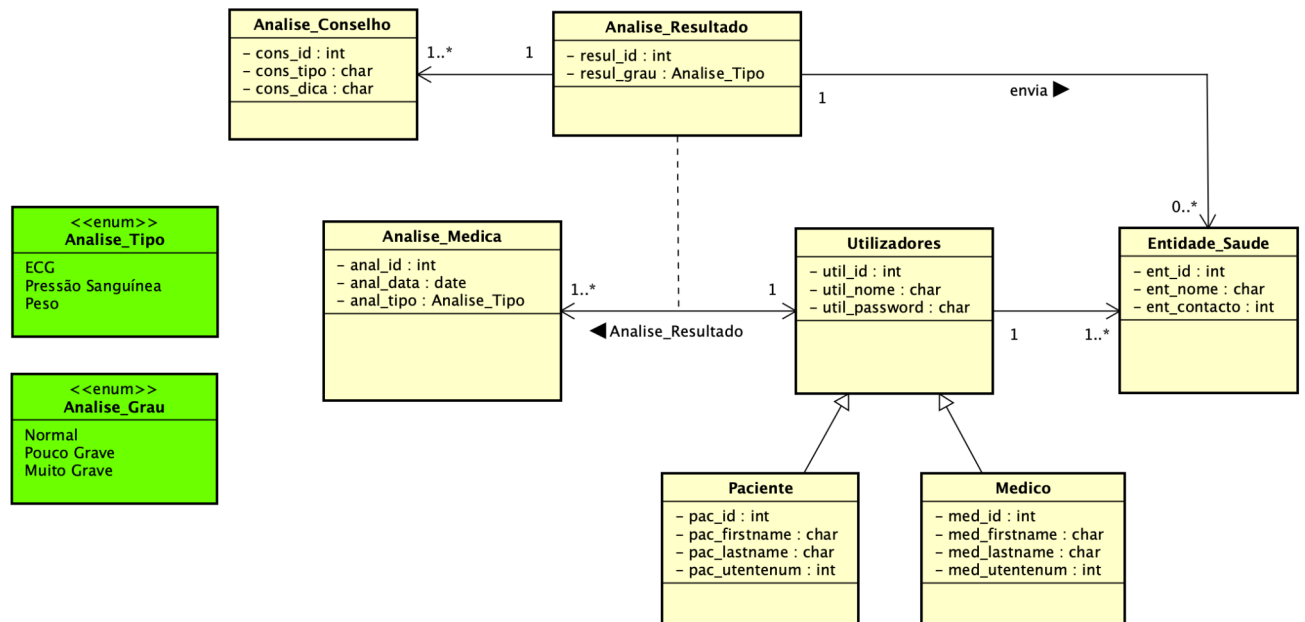 Analise_Conselho
- cons_id : int
- cons_tipo : char
- cons_dica : char
1..*
1
Analise_Resultado
- resul_id : int
- resul_grau : Analise_Tipo
1
envia ▶
0..*
<<enum>>
Analise_Tipo
ECG
Pressão Sanguínea
Peso
<<enum>>
Analise_Grau
Normal
Pouco Grave
Muito Grave
Analise_Medica
- anal_id : int
- anal_data : date
- anal_tipo : Analise_Tipo
1..*
1
◀ Analise_Resultado
Utilizadores
- util_id : int
- util_nome : char
- util_password : char
1
1..*
Entidade_Saude
- ent_id : int
- ent_nome : char
- ent_contacto : int
Paciente
- pac_id : int
- pac_firstname : char
- pac_lastname : char
- pac_utentenum : int
Medico
- med_id : int
- med_firstname : char
- med_lastname : char
- med_utentenum : int